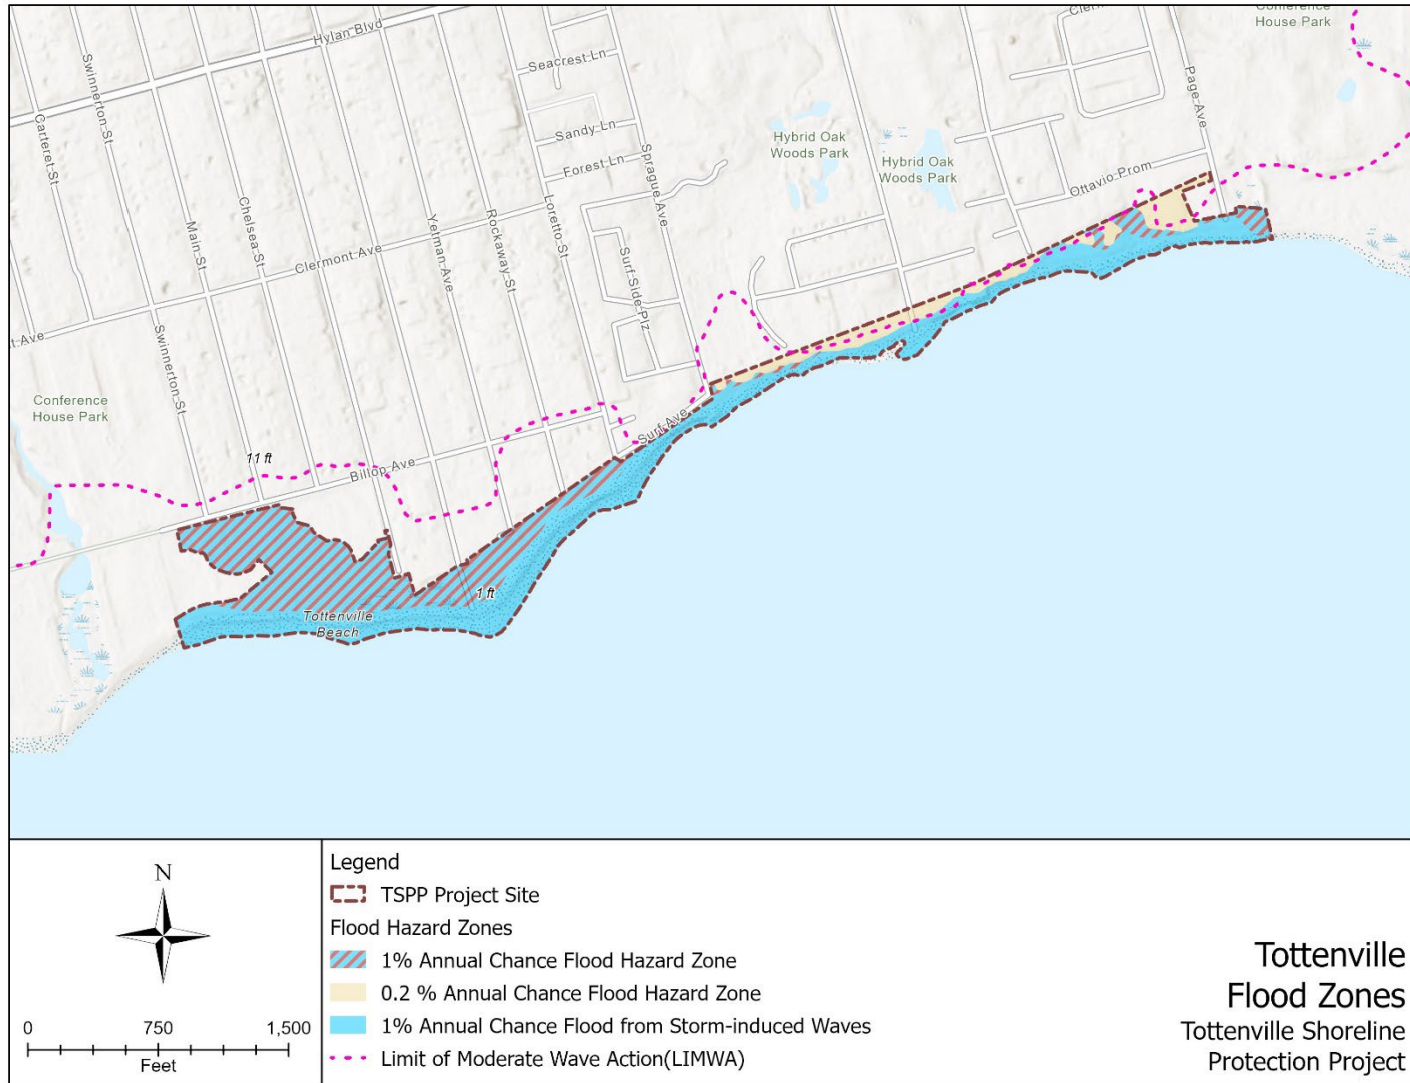 Hylan Blvd
Conference
House Park
Swinnerton St
Seacrest Ln
Page Ave
Carteret St
Sandy Ln
Hybrid Oak
Woods Park
Hybrid Oak
Woods Park
Forest Ln
Sprague Ave
Ottavio Prom
Main St
Chelsea St
Loretto St
Yetman Ave
Rockaway St
Clermont Ave
Surf Side Plz
t Ave
Swinnerton St
Conference
House Park
Surf Ave
11 ft
Billop Ave
1 ft
Tottenville
Beach
N
0 750 1,500
Feet
Legend
TSPP Project Site
Flood Hazard Zones
1% Annual Chance Flood Hazard Zone
0.2 % Annual Chance Flood Hazard Zone
1% Annual Chance Flood from Storm-induced Waves
Limit of Moderate Wave Action(LIMWA)
Tottenville
Flood Zones
Tottenville Shoreline
Protection Project